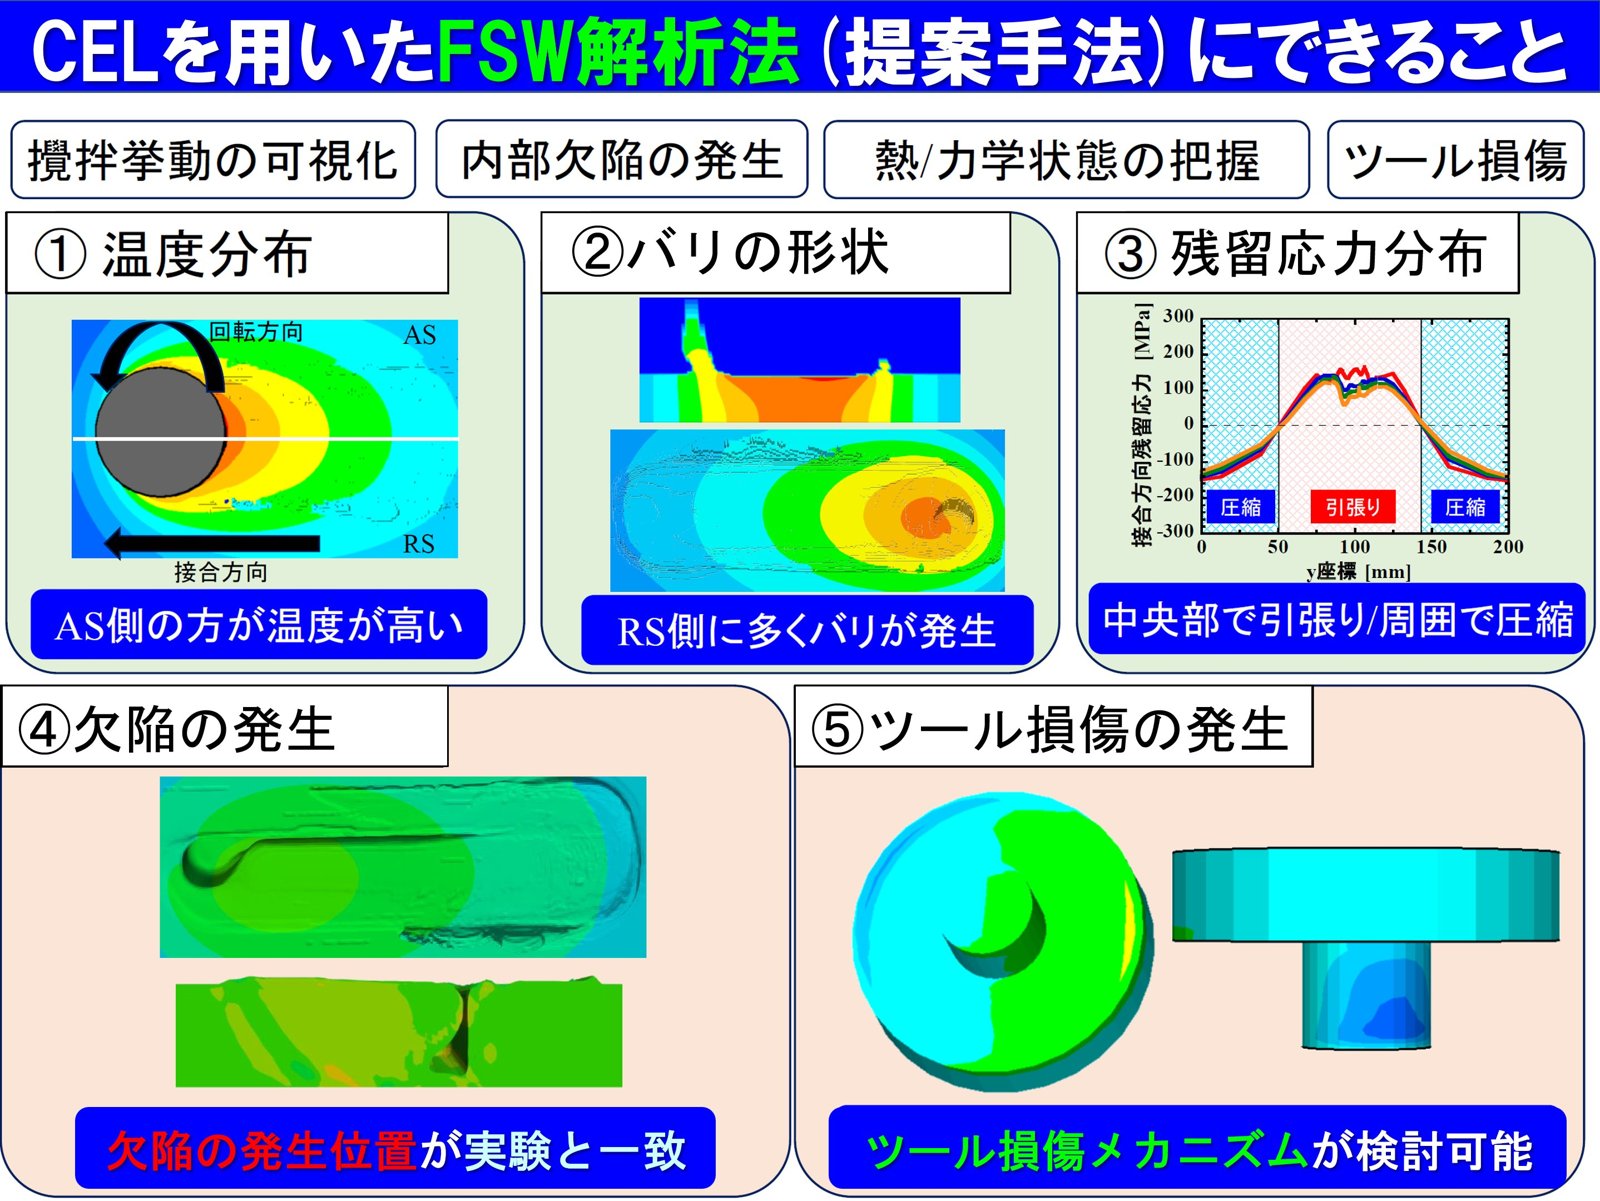 CELを用いたFSW解析法(提案手法)にできること
攪拌挙動の可視化
内部欠陥の発生
熱/力学状態の把握
ツール損傷
① 温度分布
回転方向
AS
RS
接合方向
AS側の方が温度が高い
②バリの形状
RS側に多くバリが発生
③ 残留応力分布
接合方向残留応力 [MPa]
300
200
100
0
-100
-200
-300
圧縮
引張り
圧縮
0 50 100 150 200
y座標 [mm]
中央部で引張り/周囲で圧縮
④欠陥の発生
欠陥の発生位置が実験と一致
⑤ツール損傷の発生
ツール損傷メカニズムが検討可能